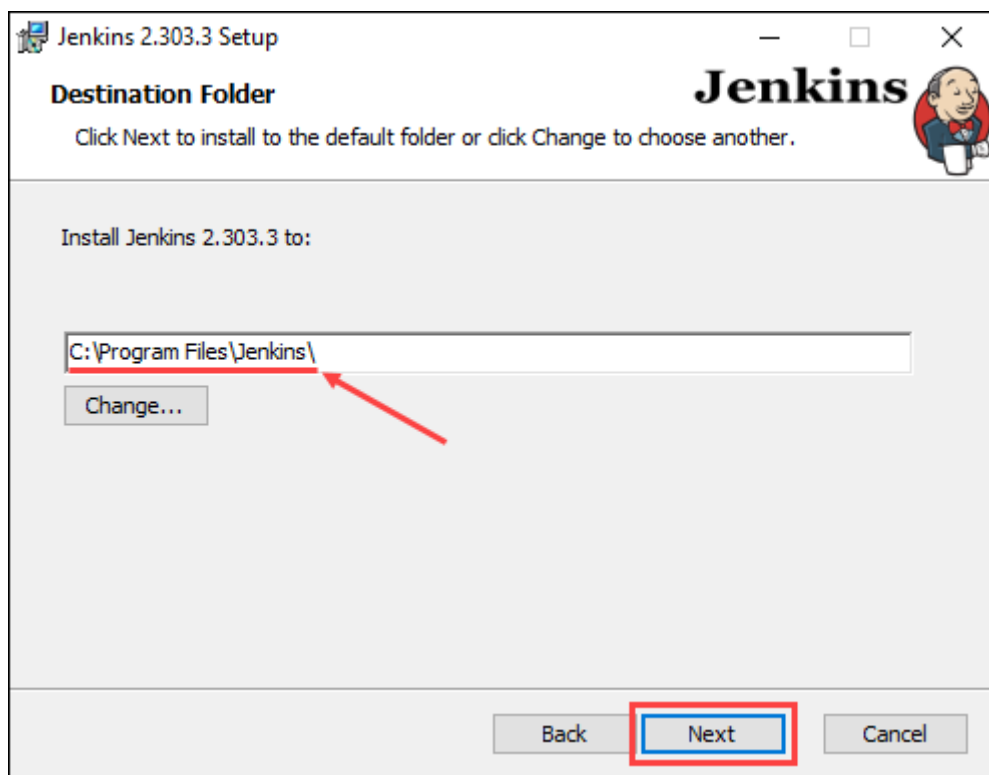 Jenkins 2.303.3 Setup
Destination Folder
Jenkins
Click Next to install to the default folder or click Change to choose another.
Install Jenkins 2.303.3 to:
C:\Program Files\Jenkins\
Change...
Back Next Cancel